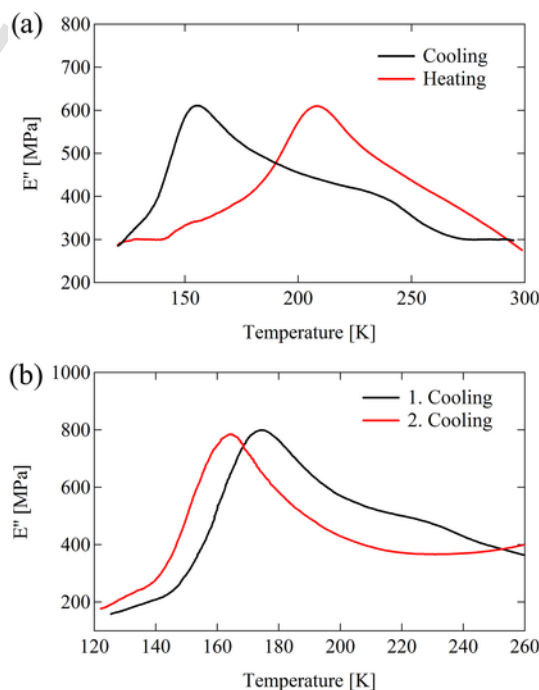 (a)
800
700
600
500
400
300
200
E" [MPa]
Cooling
Heating
150
200
250
300
Temperature [K]
(b)
1000
800
600
400
200
E" [MPa]
1. Cooling
2. Cooling
120
140
160
180
200
220
240
260
Temperature [K]